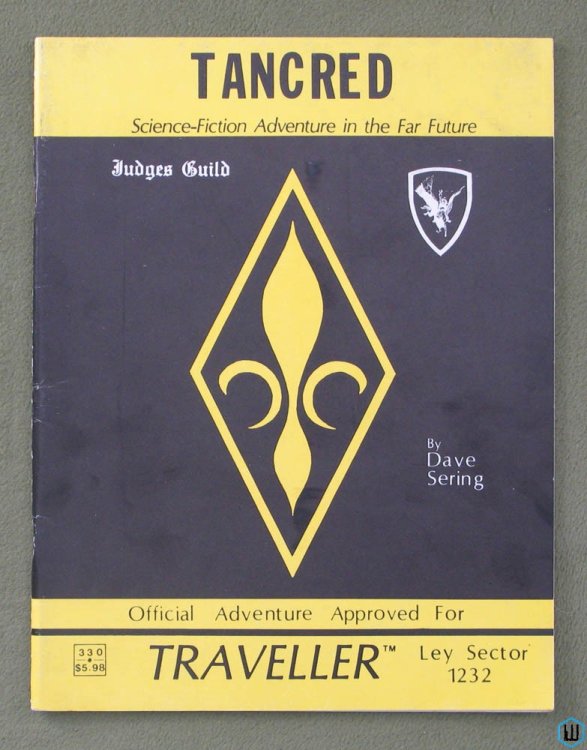 TANCRED
Science-Fiction Adventure in the Far Future
Judges Guild
By
Dave
Sering
Official Adventure Approved For
330
$5.98
TRAVELLER™
Ley Sector
1232